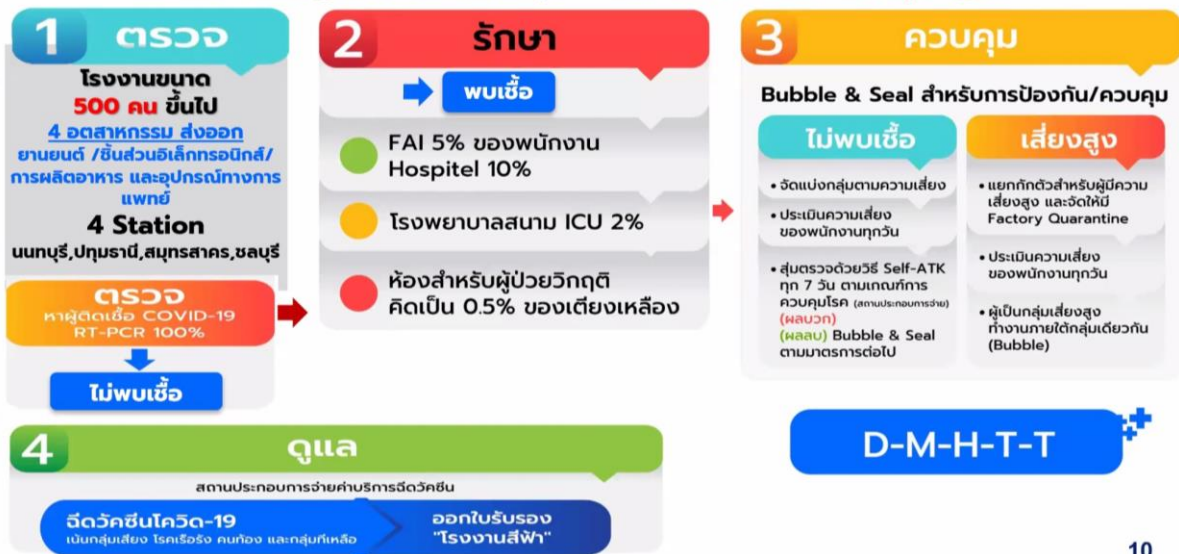 1 ตรวจ
โรงงานขนาด
500 คน ขึ้นไป
4 อตสาหกรรม ส่งออก
ยานยนต์ /ชิ้นส่วนอิเล็กทรอนิกส์/
การผลิตอาหาร และอุปกรณ์ทางการ
แพทย์
4 Station
นนทบุรี,ปทุมธานี,สมุทรสาคร,ชลบุรี
ตรวจ
หาผู้ติดเชื้อ COVID-19
RT-PCR 100%
ไม่พบเชื้อ
2 รักษา
พบเชื้อ
FAI 5% ของพนักงาน
Hospitel 10%
โรงพยาบาลสนาม ICU 2%
ห้องสำหรับผู้ป่วยวิกฤติ
คิดเป็น 0.5% ของเตียงเหลือง
3 ควบคุม
Bubble & Seal สำหรับการป้องกัน/ควบคุม
ไม่พบเชื้อ
• จัดแบ่งกลุ่มตามความเสี่ยง
• ประเมินความเสี่ยง
ของพนักงานทุกวัน
• สุ่มตรวจด้วยวิธี Self-ATK
ทุก 7 วัน ตามเกณฑ์การ
ควบคุมโรค (สถานประกอบการจ่าย)
(ผลบวก)
(ผลลบ) Bubble & Seal
ตามมาตรการต่อไป
เสี่ยงสูง
• แยกกักตัวสำหรับผู้มีความ
เสี่ยงสูง และจัดให้มี
Factory Quarantine
• ประเมินความเสี่ยง
ของพนักงานทุกวัน
• ผู้เป็นกลุ่มเสี่ยงสูง
ทำงานภายใต้กลุ่มเดียวกัน
(Bubble)
4 ดูแล
สถานประกอบการจ่ายค่าบริการฉีดวัคซีน
ฉีดวัคซีนโควิด-19
เน้นกลุ่มเสี่ยง โรคเรื้อรัง คนท้อง และกลุ่มที่เหลือ
ออกใบรับรอง
"โรงงานสีฟ้า"
D-M-H-T-T
10